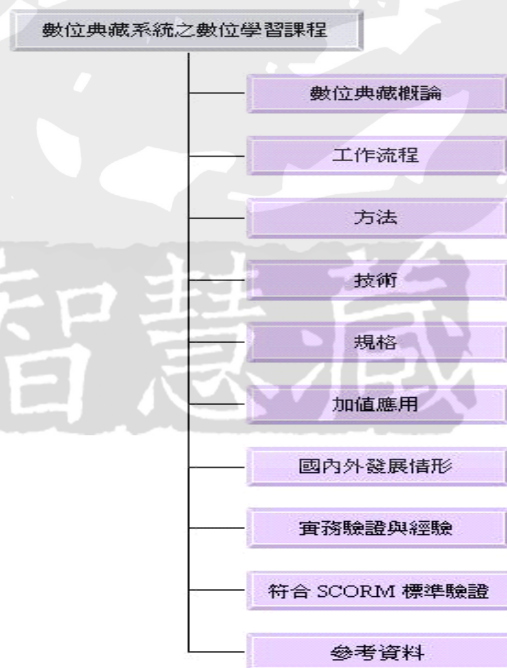 數位典藏系統之數位學習課程
數位典藏概論
工作流程
方法
技術
規格
加值應用
國內外發展情形
實務驗證與經驗
符合 SCORM 標準驗證
參考資料
智慧藏